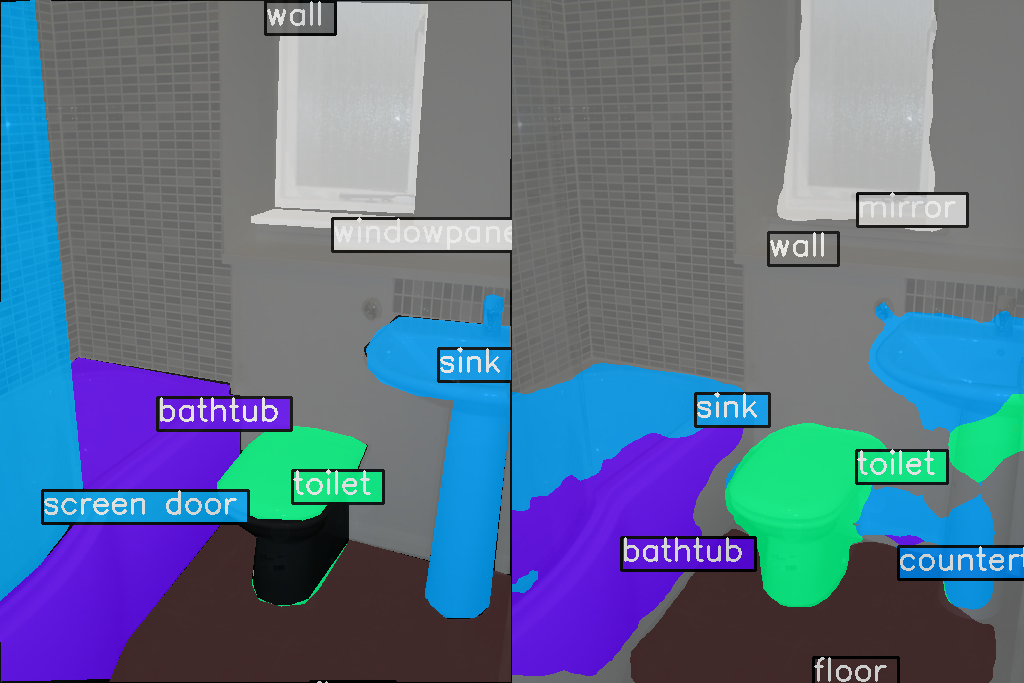 wall
windowpane
sink
bathtub
toilet
screen door
mirror
wall
sink
toilet
bathtub
counter
floor